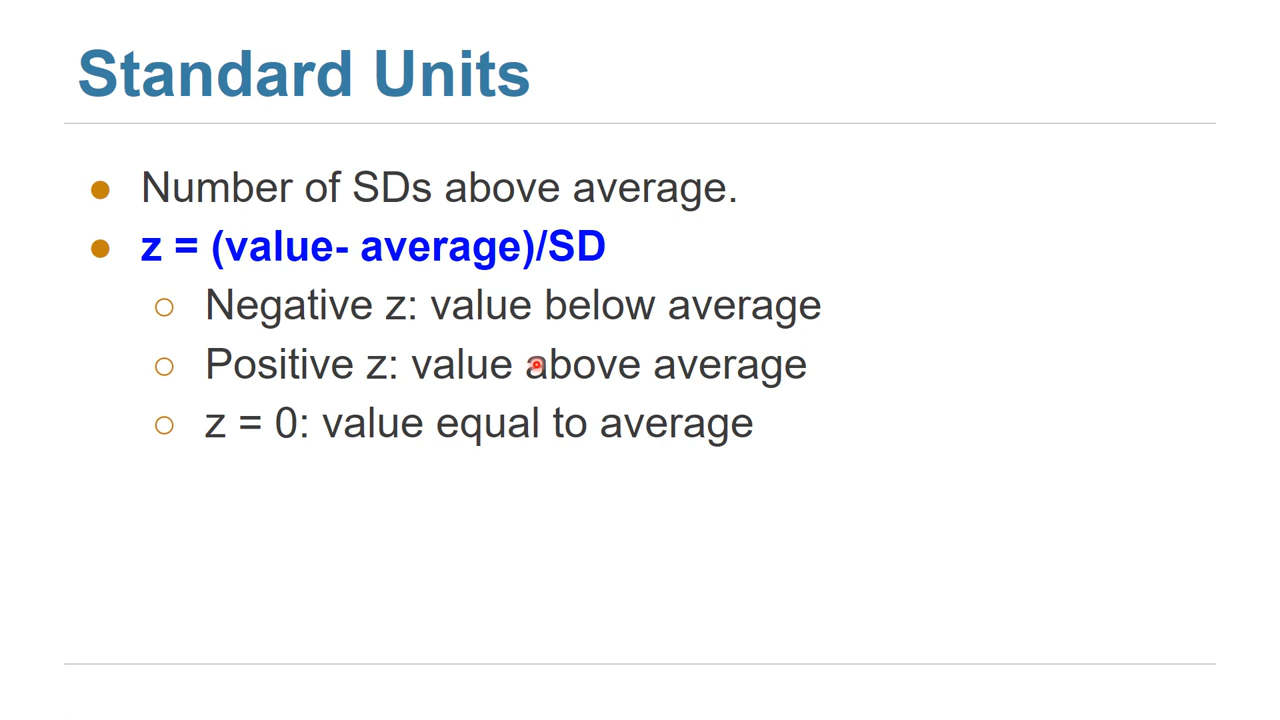 Standard Units
● Number of SDs above average.
● z = (value- average)/SD
○ Negative z: value below average
○ Positive z: value above average
○ z = 0: value equal to average